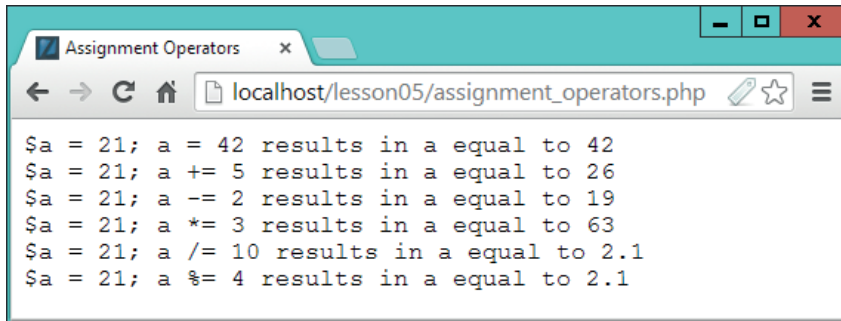 Assignment Operators
localhost/lesson05/assignment_operators.php
$a = 21; a = 42 results in a equal to 42
$a = 21; a += 5 results in a equal to 26
$a = 21; a -= 2 results in a equal to 19
$a = 21; a *= 3 results in a equal to 63
$a = 21; a /= 10 results in a equal to 2.1
$a = 21; a %= 4 results in a equal to 2.1